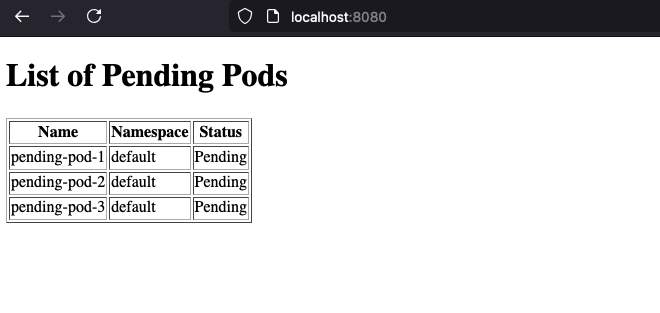 localhost:8080
List of Pending Pods
Name Namespace Status
pending-pod-1 default Pending
pending-pod-2 default Pending
pending-pod-3 default Pending